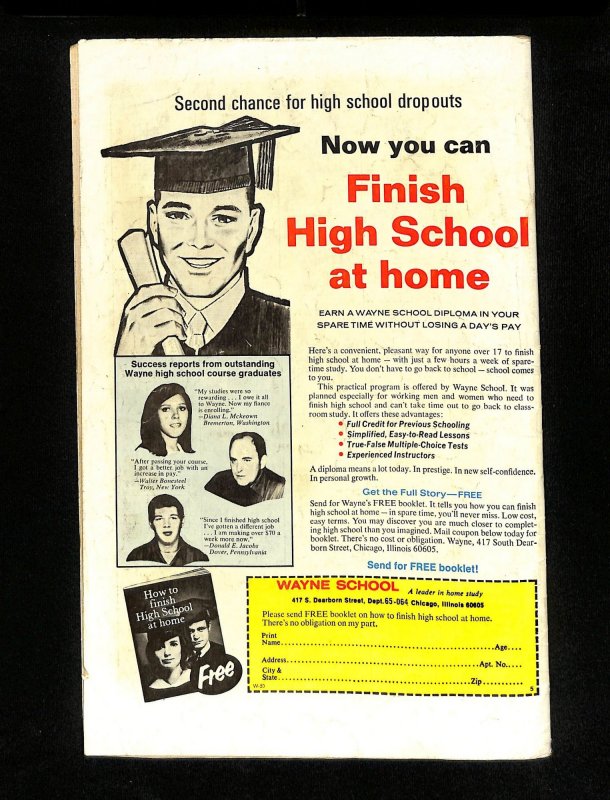 Second chance for high school dropouts
Now you can
Finish
High School
at home
EARN A WAYNE SCHOOL DIPLOMA IN YOUR
SPARE TIME WITHOUT LOSING A DAY'S PAY
Here's a convenient, pleasant way for anyone over 17 to finish
high school at home — with just a few hours a week of spare-
time study. You don't have to go back to school — school comes
to you.
This practical program is offered by Wayne School. It was
planned especially for working men and women who need to
finish high school and can't take time out to go back to class-
room study. It offers these advantages:
• Full Credit for Previous Schooling
• Simplified, Easy-to-Read Lessons
• True-False Multiple-Choice Tests
• Experienced Instructors
A diploma means a lot today. In prestige. In new self-confidence.
In personal growth.
Get the Full Story—FREE
Send for Wayne's FREE booklet. It tells you how you can finish
high school at home — in spare time, you'll never miss. Low cost,
easy terms. You may discover you are much closer to complet-
ing high school than you imagined. Mail coupon below today for
booklet. There's no cost or obligation. Wayne, 417 South Dear-
born Street, Chicago, Illinois 60605.
Send for FREE booklet!
Success reports from outstanding
Wayne high school course graduates
"My studies were so
rewarding . . . I owe it all
to Wayne. Now my fiance
is enrolling."
—Diana L. Mckeown
Bremerton, Washington
"After passing your course,
I got a better job with an
increase in pay."
—Walter Bonesteel
Troy, New York
"Since I finished high school
I've gotten a different job
. . . I am making over $70 a
week more now."
—Donald E. Jacobs
Dover, Pennsylvania
How to
finish
High School
at home
Free
WAYNE SCHOOL A leader in home study
417 S. Dearborn Street, Dept. 65-064 Chicago, Illinois 60605
Please send FREE booklet on how to finish high school at home.
There's no obligation on my part.
Print
Name Age
Address Apt. No.
City &
State Zip
W-53 5